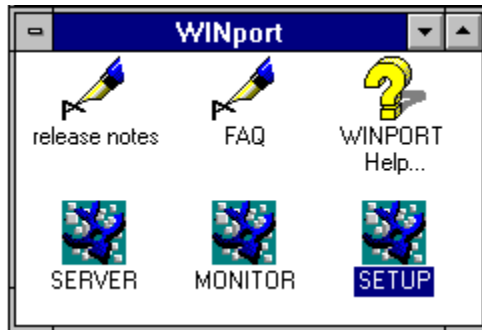 WINport
release notes
FAQ
WINPORT
Help...
SERVER
MONITOR
SETUP